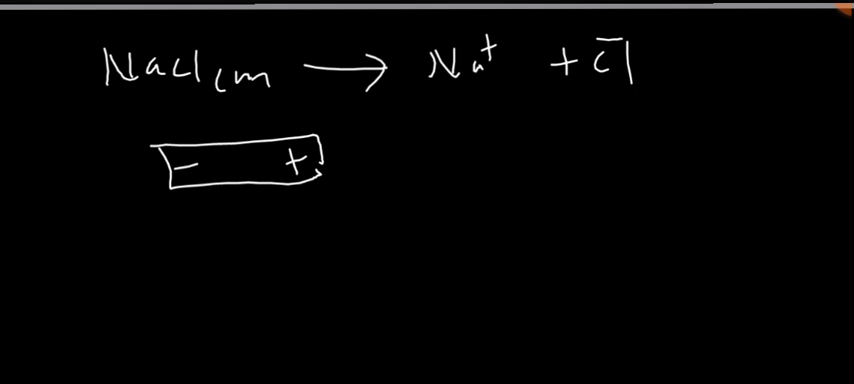 NaCl(m → Na⁺ + Cl⁻
- +